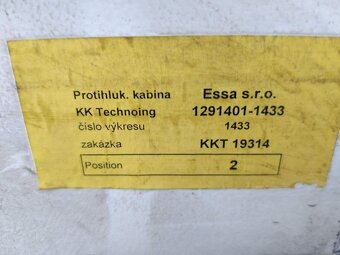 Protihluk. kabina Essa s.r.o.
KK Technoing 1291401-1433
číslo výkresu 1433
zakázka KKT 19314
Position 2